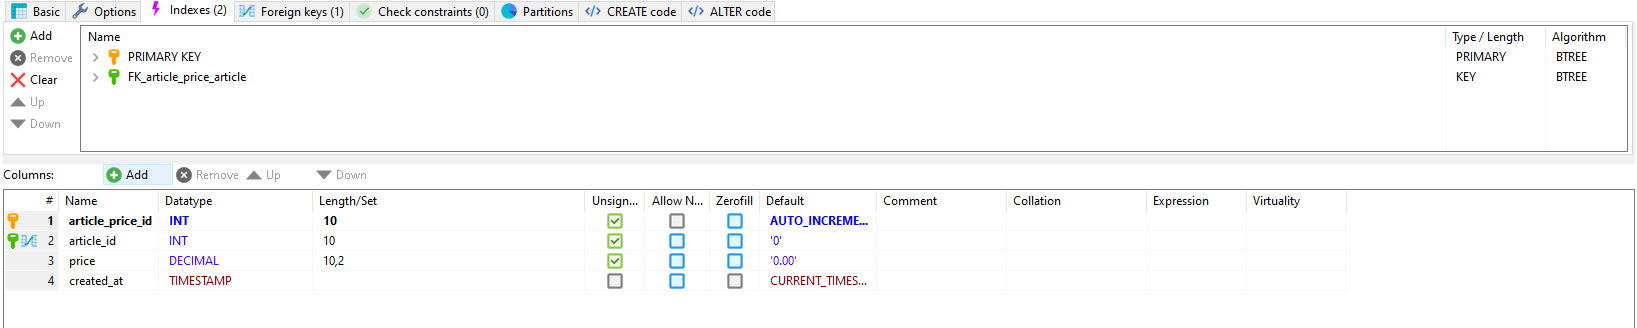 Basic Options Indexes (2) Foreign keys (1) Check constraints (0) Partitions CREATE code ALTER code
Add
Remove
Clear
Up
Down
Name Type / Length Algorithm
PRIMARY KEY PRIMARY BTREE
FK_article_price_article KEY BTREE
Columns: Add Remove Up Down
# Name Datatype Length/Set Unsign... Allow N... Zerofill Default Comment Collation Expression Virtuality
1 article_price_id INT 10 AUTO_INCREME...
2 article_id INT 10 '0'
3 price DECIMAL 10,2 '0.00'
4 created_at TIMESTAMP CURRENT_TIMES...